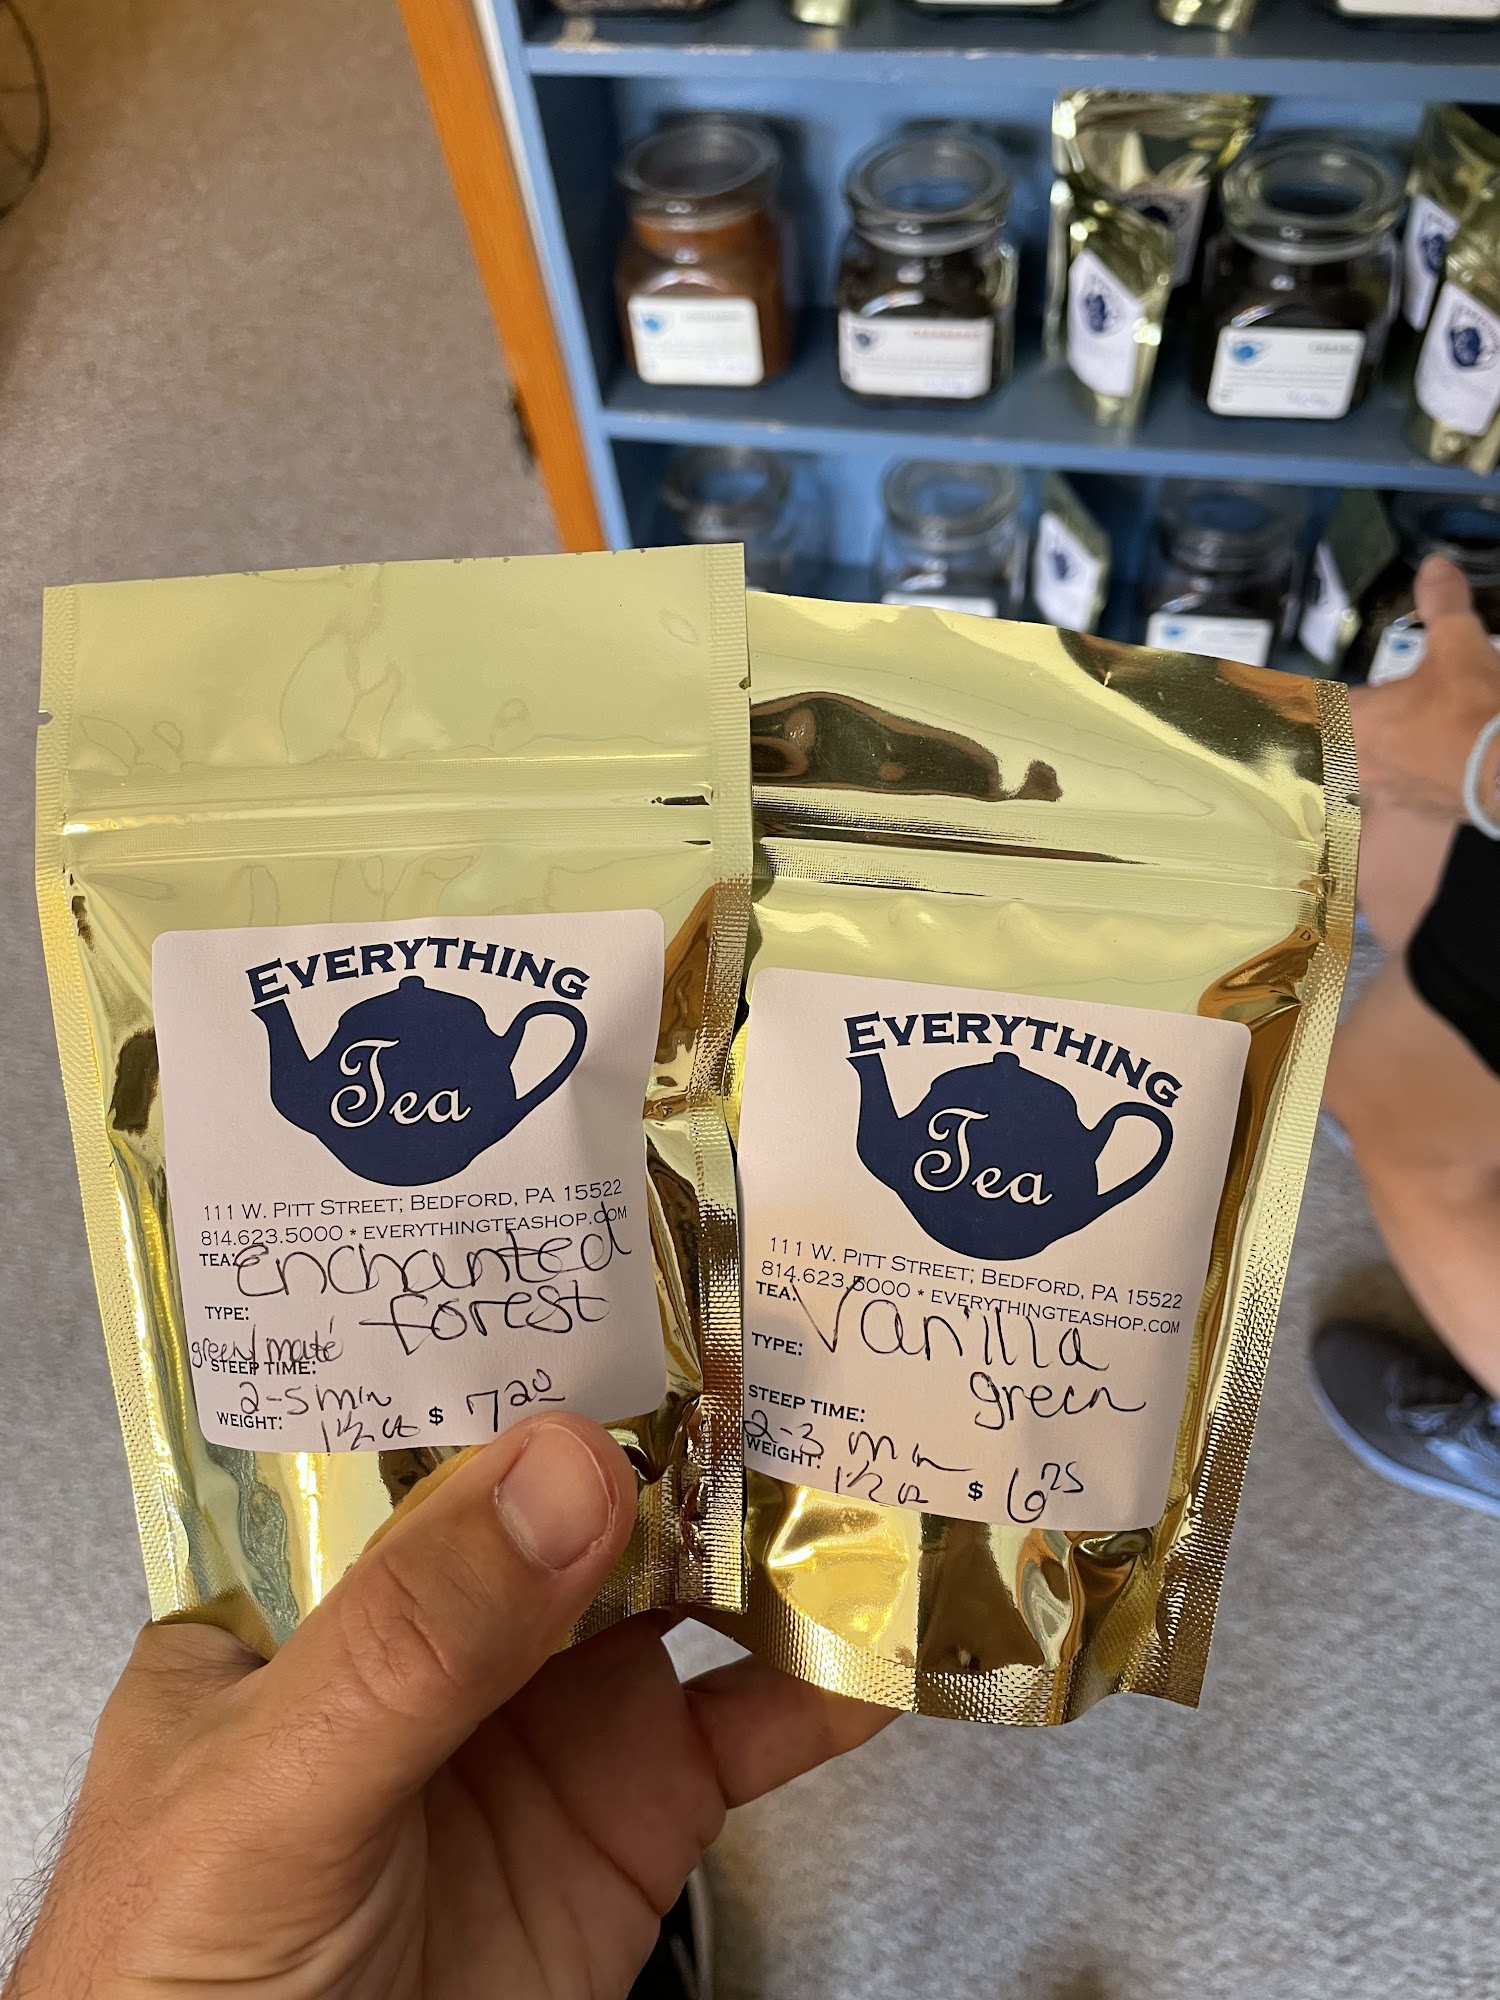 EVERYTHING
Tea
111 W. PITT STREET; BEDFORD, PA 15522
814.623.5000 * EVERYTHINGTEASHOP.COM
TEA: enchanted
forest
TYPE:
green/maté
STEEP TIME:
2-5 min
WEIGHT: 1½ oz $ 7 20
EVERYTHING
Tea
111 W. PITT STREET; BEDFORD, PA 15522
814.623.5000 * EVERYTHINGTEASHOP.COM
TEA: Vanilla
green
TYPE:
STEEP TIME:
2-3 min
WEIGHT: 1½ oz $ 6 25